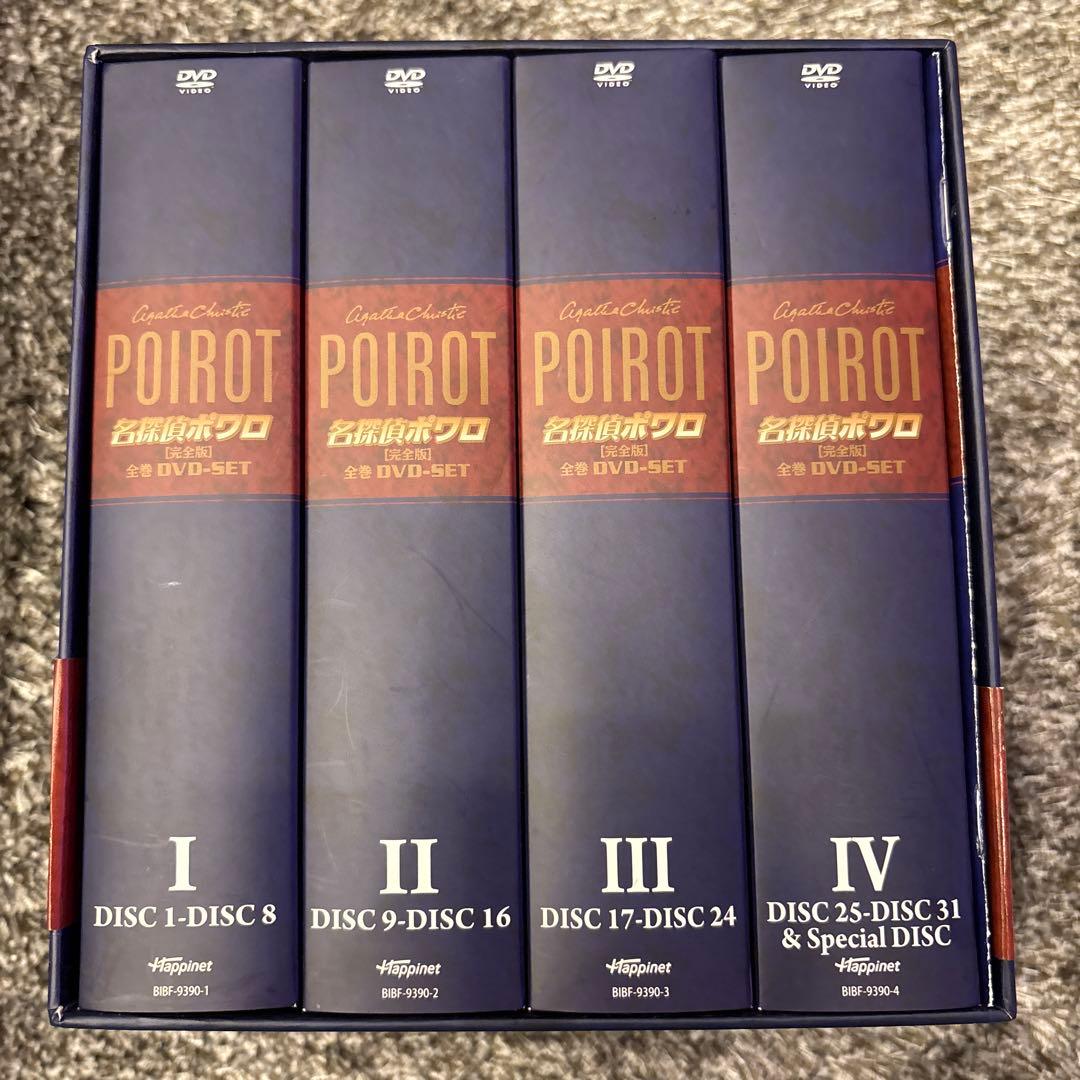 DVD
VIDEO
Agatha Christie
POIROT
名探偵ポワロ
[完全版]
全巻 DVD-SET
I
DISC 1-DISC 8
Happinet
BIBF-9390-1
DVD
VIDEO
Agatha Christie
POIROT
名探偵ポワロ
[完全版]
全巻 DVD-SET
II
DISC 9-DISC 16
Happinet
BIBF-9390-2
DVD
VIDEO
Agatha Christie
POIROT
名探偵ポワロ
[完全版]
全巻 DVD-SET
III
DISC 17-DISC 24
Happinet
BIBF-9390-3
DVD
VIDEO
Agatha Christie
POIROT
名探偵ポワロ
[完全版]
全巻 DVD-SET
IV
DISC 25-DISC 31
& Special DISC
Happinet
BIBF-9390-4